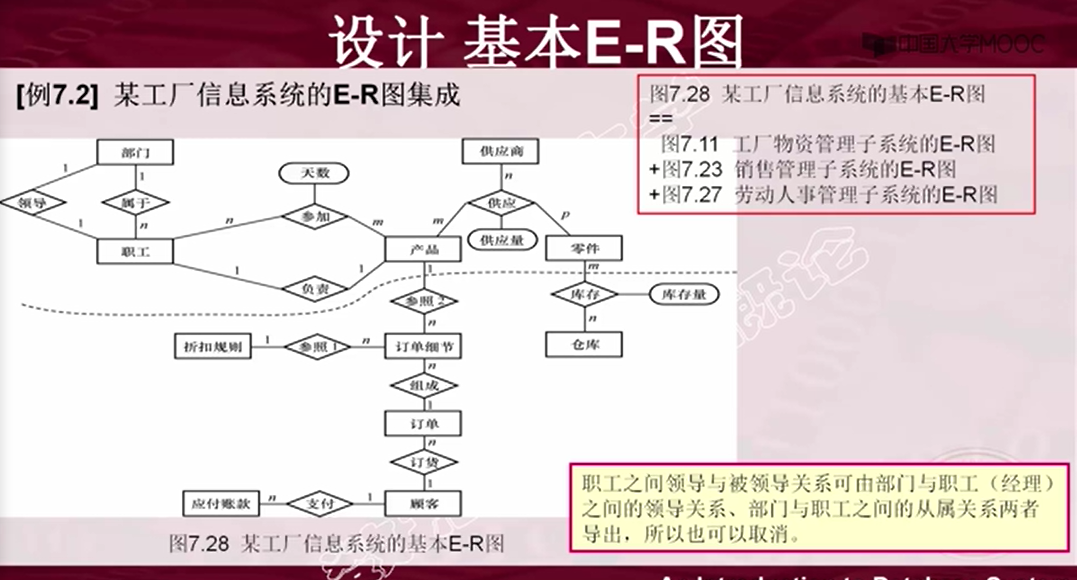 设计 基本E-R图
中国大学MOOC
[例7.2] 某工厂信息系统的E-R图集成
图7.28 某工厂信息系统的基本E-R图
==
图7.11 工厂物资管理子系统的E-R图
+图7.23 销售管理子系统的E-R图
+图7.27 劳动人事管理子系统的E-R图
部门
供应商
1
1
天数
n
领导
属于
参加
供应
1
n
n
m
m
p
供应量
职工
产品
零件
1
1
1
m
负责
参照2
库存
库存量
n
n
折扣规则
1
参照1
n
订单细节
仓库
n
组成
1
订单
n
订货
1
应付账款
n
支付
1
顾客
职工之间领导与被领导关系可由部门与职工（经理）
之间的领导关系、部门与职工之间的从属关系两者
导出，所以也可以取消。
图7.28 某工厂信息系统的基本E-R图